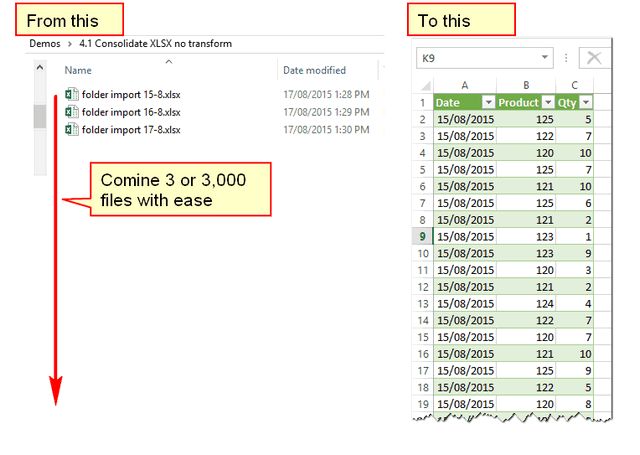 From this
To this
Demos > 4.1 Consolidate XLSX no transform
Name Date modified
folder import 15-8.xlsx 17/08/2015 1:28 PM
folder import 16-8.xlsx 17/08/2015 1:29 PM
folder import 17-8.xlsx 17/08/2015 1:30 PM
Comine 3 or 3,000
files with ease
K9
A B C
1 Date Product Qty
2 15/08/2015 125 5
3 15/08/2015 122 7
4 15/08/2015 120 10
5 15/08/2015 125 7
6 15/08/2015 121 10
7 15/08/2015 125 6
8 15/08/2015 121 2
9 15/08/2015 123 1
10 15/08/2015 123 9
11 15/08/2015 120 3
12 15/08/2015 121 2
13 15/08/2015 124 4
14 15/08/2015 122 7
15 15/08/2015 120 7
16 15/08/2015 121 10
17 15/08/2015 125 9
18 15/08/2015 122 5
19 15/08/2015 120 8